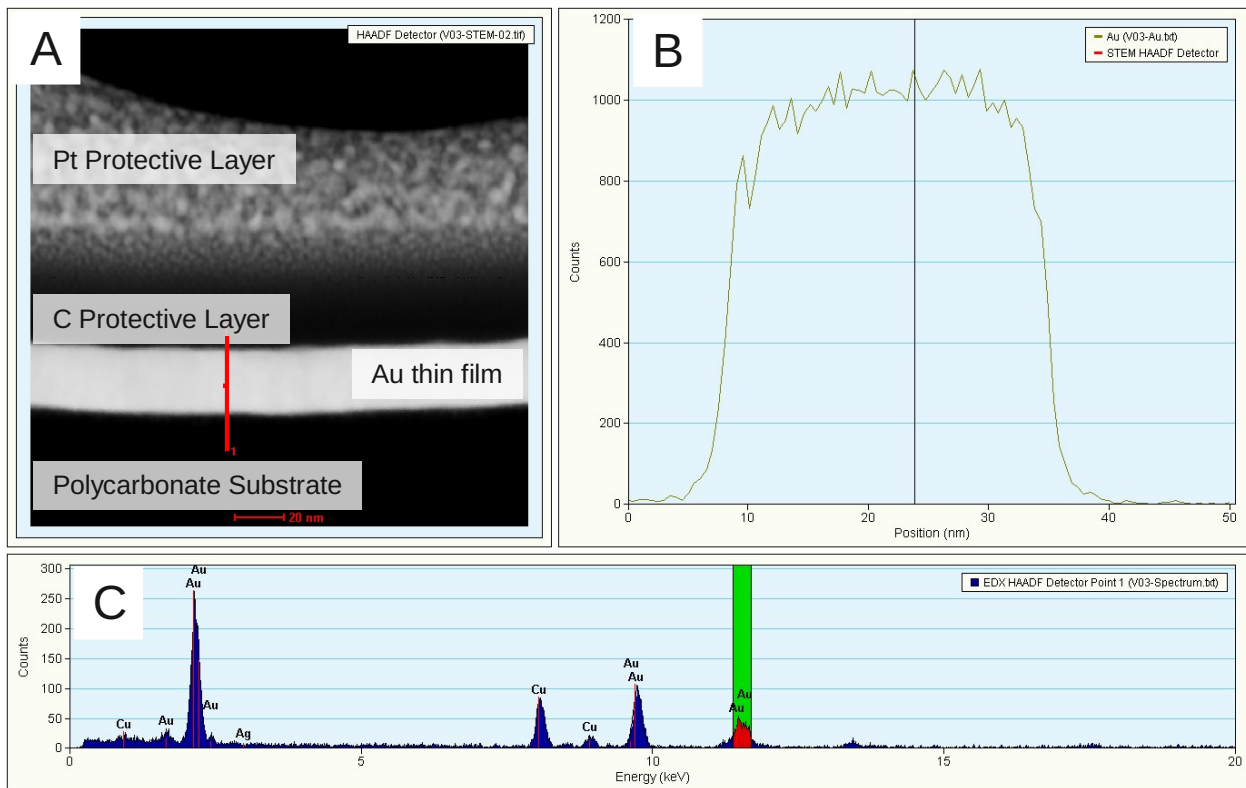 A
HAADF Detector (V03-STEM-02.tif)
Pt Protective Layer
C Protective Layer
Au thin film
1
Polycarbonate Substrate
20 nm
B
Au (V03-Au.txt)
STEM HAADF Detector
1200
1000
800
600
400
200
0
Counts
0 10 20 30 40 50
Position (nm)
C
EDX HAADF Detector Point 1 (V03-Spectrum.txt)
300
250
200
150
100
50
0
Counts
Au
Au
Cu
Au
Au
Ag
Cu
Cu
Au
Au
Au
Au
0 5 10 15 20
Energy (keV)